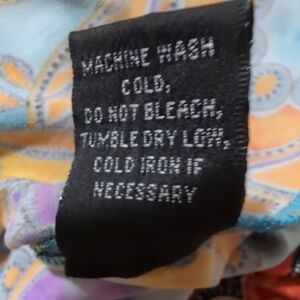 MACHINE WASH
COLD,
DO NOT BLEACH,
TUMBLE DRY LOW,
COLD IRON IF
NECESSARY